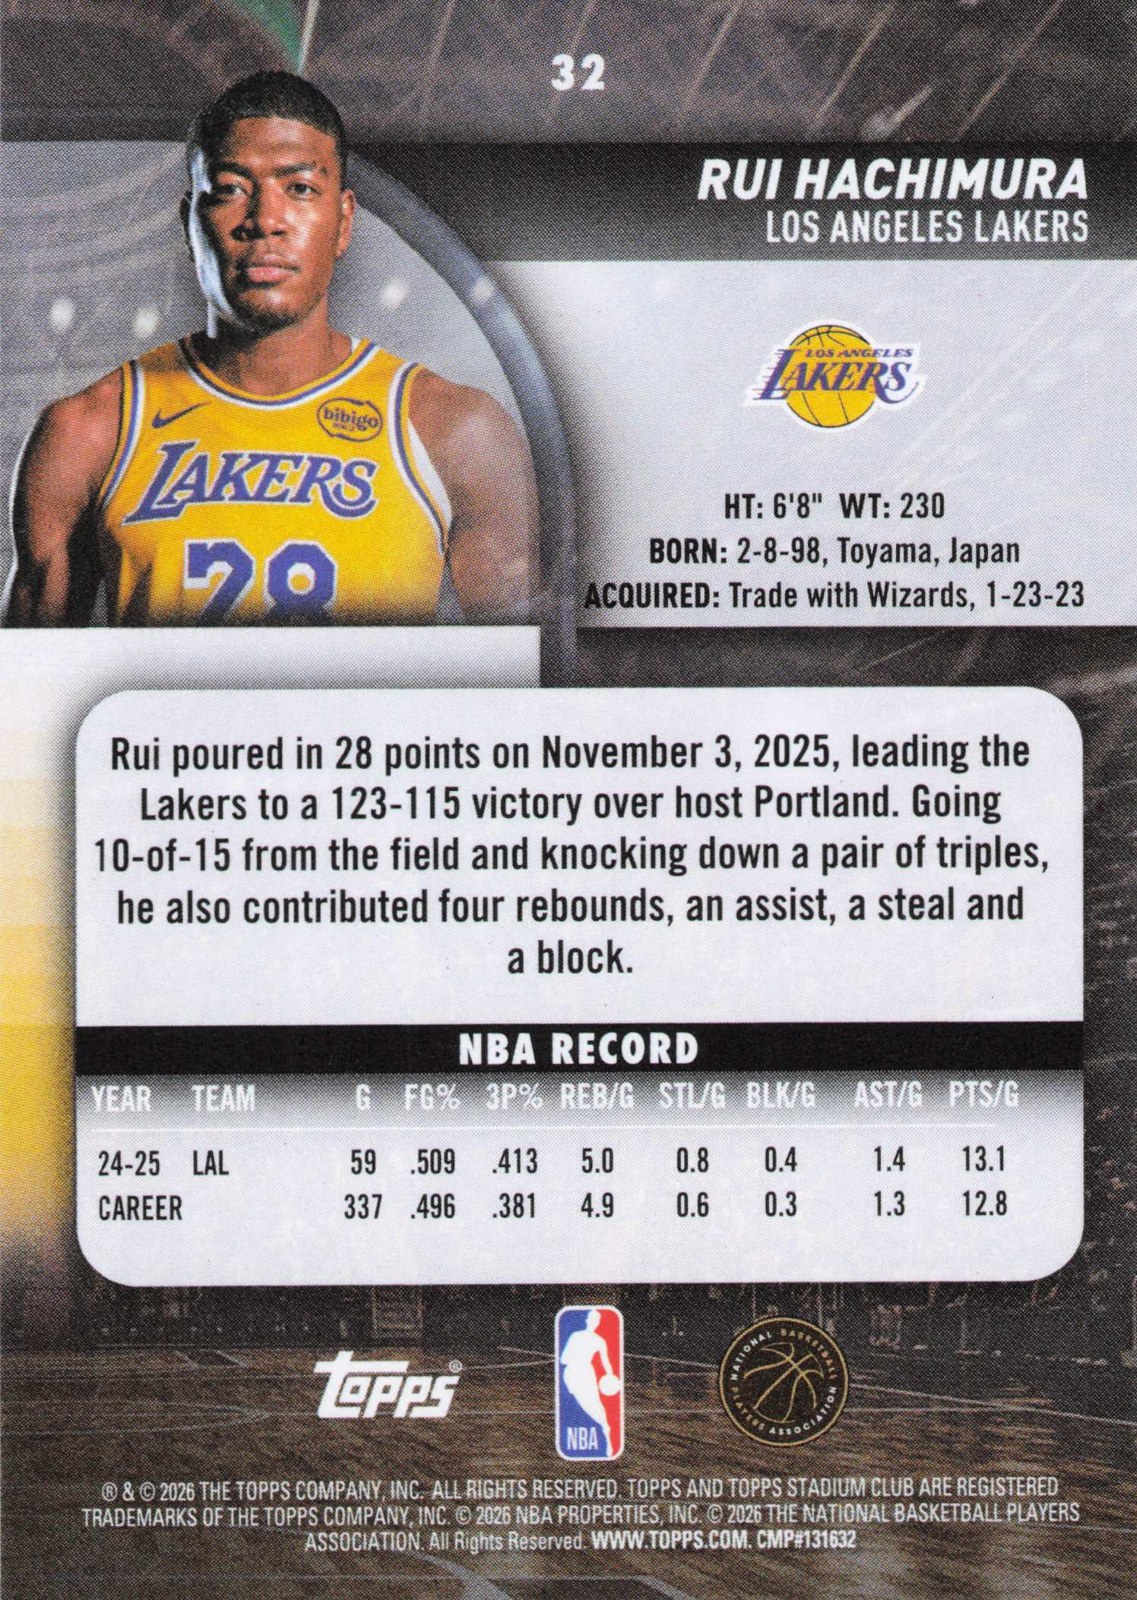 32
RUI HACHIMURA
LOS ANGELES LAKERS
LOS ANGELES
LAKERS
bibigo
LAKERS
28
HT: 6'8" WT: 230
BORN: 2-8-98, Toyama, Japan
ACQUIRED: Trade with Wizards, 1-23-23
Rui poured in 28 points on November 3, 2025, leading the
Lakers to a 123-115 victory over host Portland. Going
10-of-15 from the field and knocking down a pair of triples,
he also contributed four rebounds, an assist, a steal and
a block.
NBA RECORD
YEAR TEAM G FG% 3P% REB/G STL/G BLK/G AST/G PTS/G
24-25 LAL 59 .509 .413 5.0 0.8 0.4 1.4 13.1
CAREER 337 .496 .381 4.9 0.6 0.3 1.3 12.8
topps®
NBA
NATIONAL BASKETBALL
PLAYERS ASSOCIATION
® & © 2026 THE TOPPS COMPANY, INC. ALL RIGHTS RESERVED. TOPPS AND TOPPS STADIUM CLUB ARE REGISTERED
TRADEMARKS OF THE TOPPS COMPANY, INC. © 2026 NBA PROPERTIES, INC. © 2026 THE NATIONAL BASKETBALL PLAYERS
ASSOCIATION. All Rights Reserved. WWW.TOPPS.COM. CMP#131632